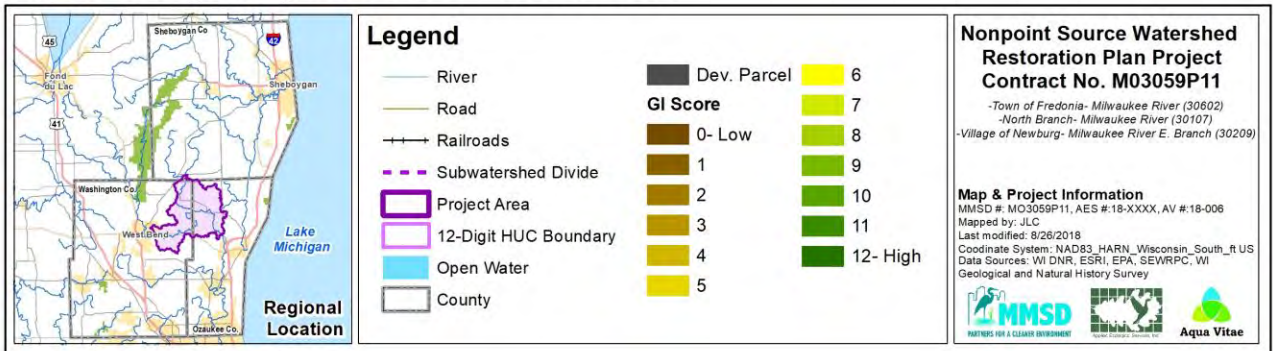 Sheboygan Co
45
42
Fond
du Lac
Sheboygan
41
Washington Co.
West Bend
Lake
Michigan
Ozaukee Co.
Regional
Location
Legend
River
Road
Railroads
Subwatershed Divide
Project Area
12-Digit HUC Boundary
Open Water
County
Dev. Parcel
GI Score
0- Low
1
2
3
4
5
6
7
8
9
10
11
12- High
Nonpoint Source Watershed
Restoration Plan Project
Contract No. M03059P11
-Town of Fredonia- Milwaukee River (30602)
-North Branch- Milwaukee River (30107)
-Village of Newburg- Milwaukee River E. Branch (30209)
Map & Project Information
MMSD #: MO3059P11, AES #:18-XXXX, AV #:18-006
Mapped by: JLC
Last modified: 8/26/2018
Coodinate System: NAD83_HARN_Wisconsin_South_ft US
Data Sources: WI DNR, ESRI, EPA, SEWRPC, WI
Geological and Natural History Survey
MMSD
PARTNERS FOR A CLEANER ENVIRONMENT
Applied Ecological Services, Inc.
Aqua Vitae